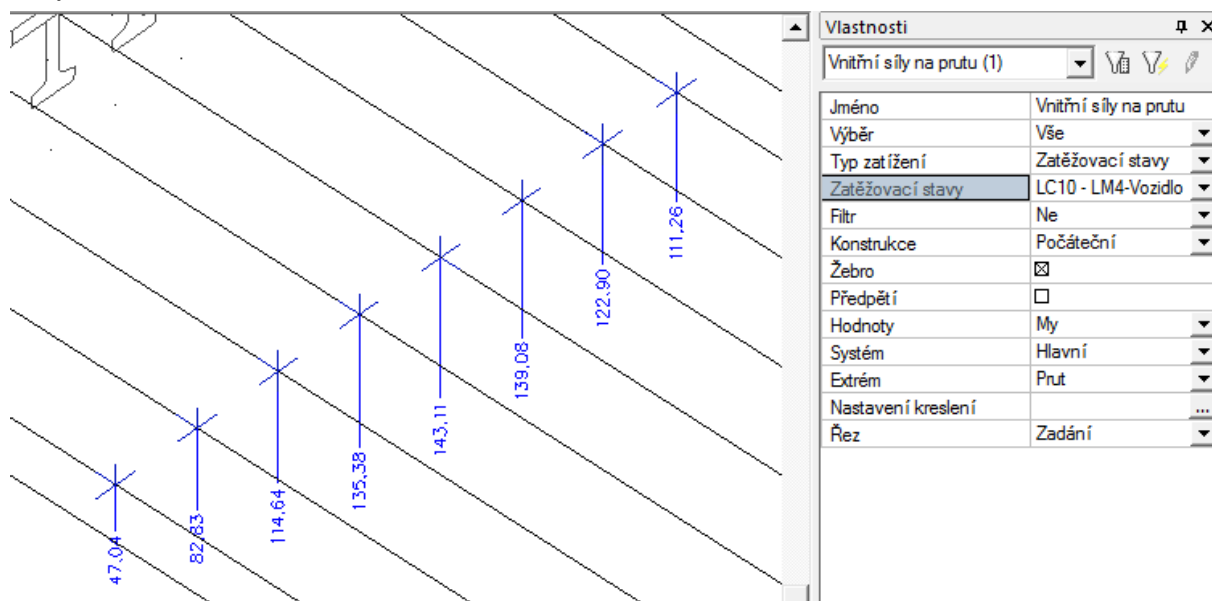 Vlastnosti
Vnitřní síly na prutu (1)
Jméno Vnitřní síly na prutu
Výběr Vše
Typ zatížení Zatěžovací stavy
Zatěžovací stavy LC10 - LM4-Vozidlo
Filtr Ne
Konstrukce Počáteční
Žebro
Předpětí
Hodnoty My
Systém Hlavní
Extrém Prut
Nastavení kreslení ...
Řez Zadání
47.04
82.83
114.64
135.38
143.11
139.08
122.90
111.26